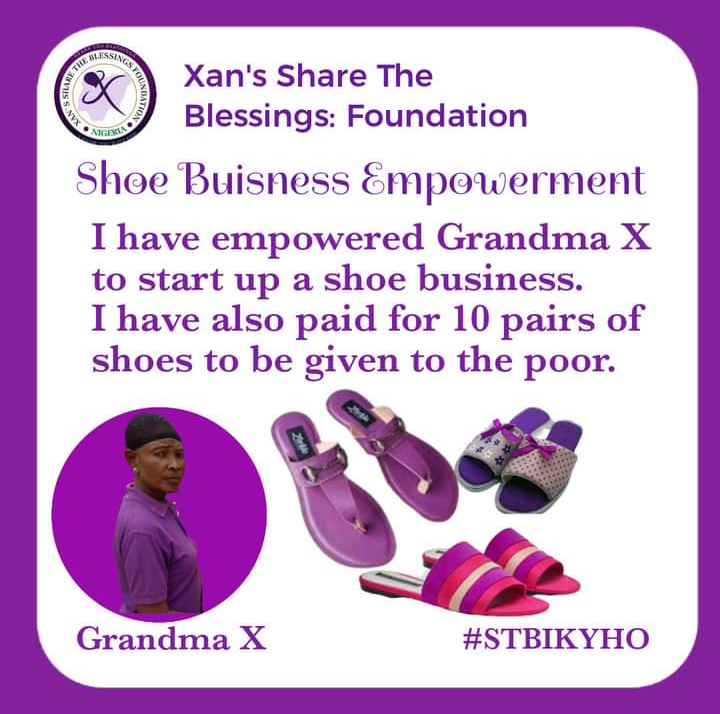 XAN'S SHARE THE BLESSINGS FOUNDATION
NIGERIA
Xan's Share The
Blessings: Foundation
Shoe Buisness Empowerment
I have empowered Grandma X
to start up a shoe business.
I have also paid for 10 pairs of
shoes to be given to the poor.
Grandma X
#STBIKYHO